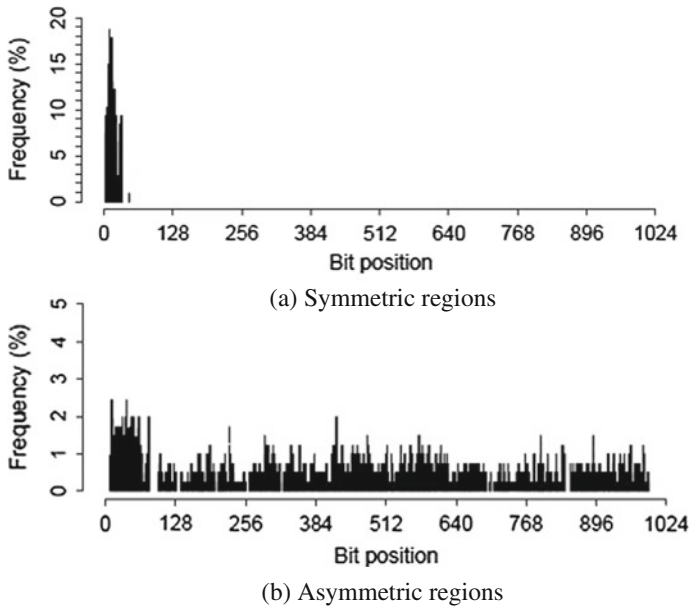 Frequency (%)
20
15
10
5
0
0 128 256 384 512 640 768 896 1024
Bit position
(a) Symmetric regions
Frequency (%)
5
4
3
2
1
0
0 128 256 384 512 640 768 896 1024
Bit position
(b) Asymmetric regions